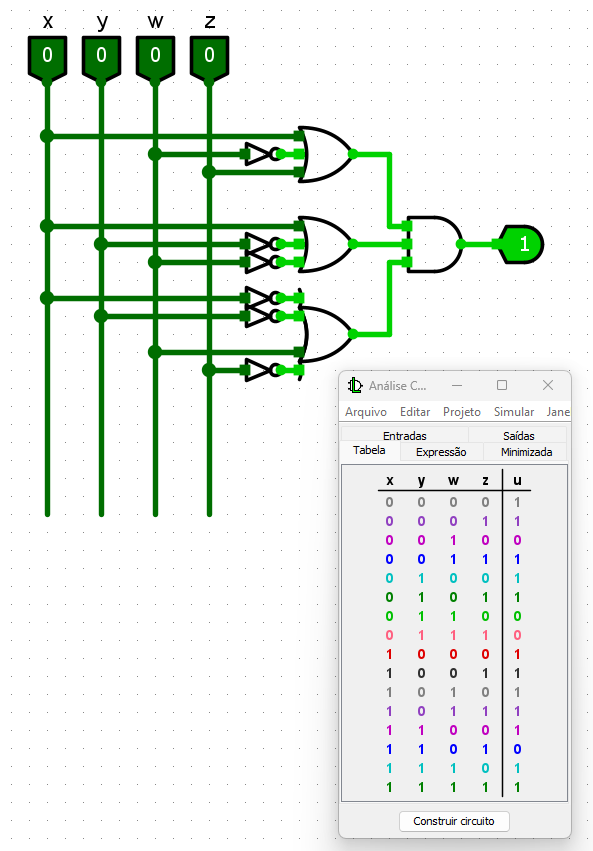 x y w z
0 0 0 0
1
Análise C...
Arquivo Editar Projeto Simular Jane
Entradas Saídas
Tabela Expressão Minimizada
x y w z u
0 0 0 0 1
0 0 0 1 1
0 0 1 0 0
0 0 1 1 1
0 1 0 0 1
0 1 0 1 1
0 1 1 0 0
0 1 1 1 0
1 0 0 0 1
1 0 0 1 1
1 0 1 0 1
1 0 1 1 1
1 1 0 0 1
1 1 0 1 0
1 1 1 0 1
1 1 1 1 1
Construir circuito